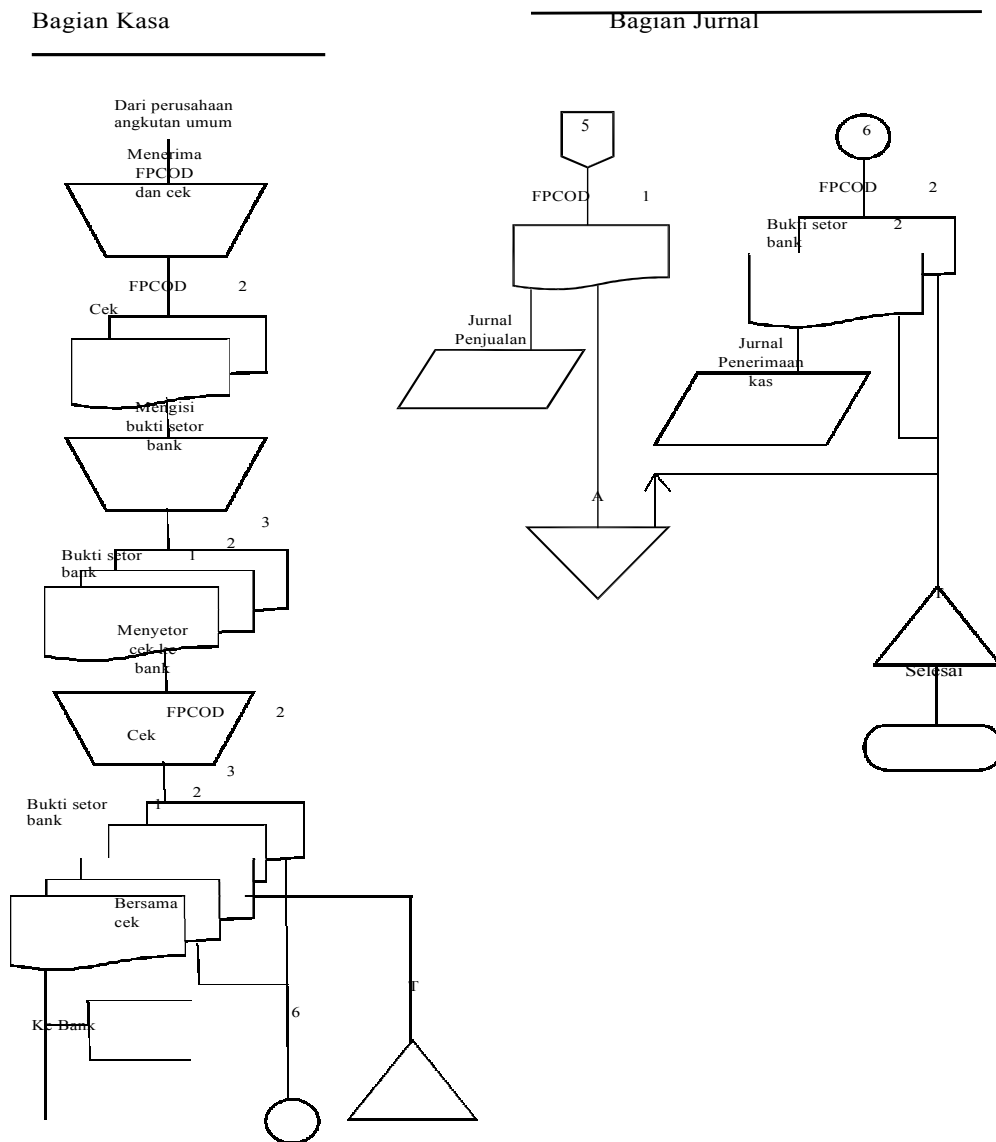 Bagian Kasa
Dari perusahaan
angkutan umum
Menerima
FPCOD
dan cek
FPCOD 2
Cek
Mengisi
bukti setor
bank
3
2
Bukti setor 1
bank
Menyetor
cek ke
bank
FPCOD 2
Cek
3
2
Bukti setor 1
bank
Bersama
cek
T
6
Ke Bank
Bagian Jurnal
5
FPCOD 1
Jurnal
Penjualan
A
6
FPCOD 2
Bukti setor 2
bank
Jurnal
Penerimaan
kas
Selesai